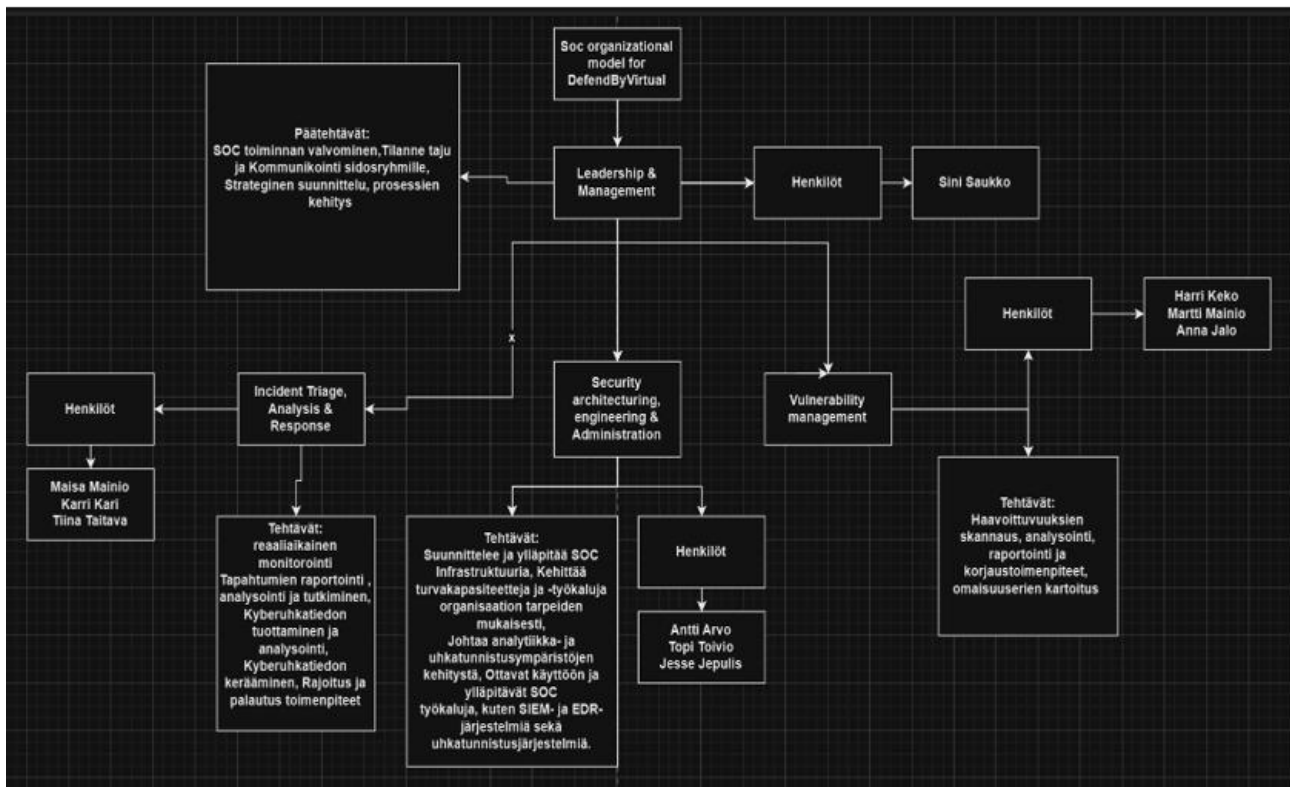 Soc organizational
model for
DefendByVirtual
Päätehtävät:
SOC toiminnan valvominen,Tilanne taju
ja Kommunikointi sidosryhmille,
Strateginen suunnittelu, prosessien
kehitys
Leadership &
Management
Henkilöt
Sini Saukko
Henkilöt
Harri Keko
Martti Mainio
Anna Jalo
x
Henkilöt
Incident Triage,
Analysis &
Response
Security
architecturing,
engineering &
Administration
Vulnerability
management
Maisa Mainio
Karri Kari
Tiina Taitava
Tehtävät:
reaaliaikainen
monitorointi
Tapahtumien raportointi ,
analysointi ja tutkiminen,
Kyberuhkatiedon
tuottaminen ja
analysointi,
Kyberuhkatiedon
kerääminen, Rajoitus ja
palautus toimenpiteet
Tehtävät:
Suunnittelee ja ylläpitää SOC
Infrastruktuuria, Kehittää
turvakapasiteetteja ja -työkaluja
organisaation tarpeiden
mukaisesti,
Johtaa analytiikka- ja
uhkatunnistusympäristöjen
kehitystä, Ottavat käyttöön ja
ylläpitävät SOC
työkaluja, kuten SIEM- ja EDR-
järjestelmiä sekä
uhkatunnistusjärjestelmiä.
Henkilöt
Antti Arvo
Topi Toivio
Jesse Jepulis
Tehtävät:
Haavoittuvuuksien
skannaus, analysointi,
raportointi ja
korjaustoimenpiteet,
omaisuuserien kartoitus